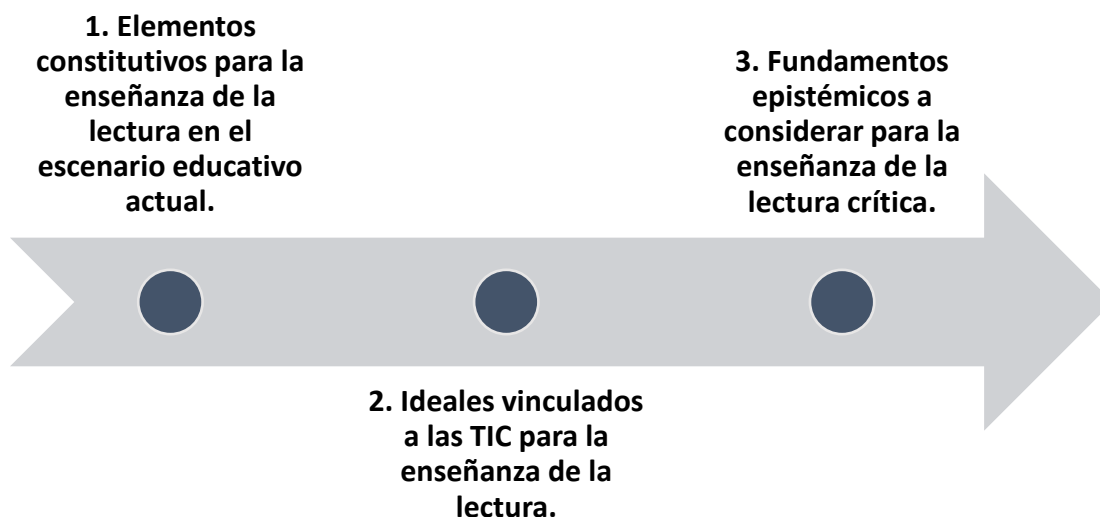 1. Elementos
constitutivos para la
enseñanza de la
lectura en el
escenario educativo
actual.
2. Ideales vinculados
a las TIC para la
enseñanza de la
lectura.
3. Fundamentos
epistémicos a
considerar para la
enseñanza de la
lectura crítica.